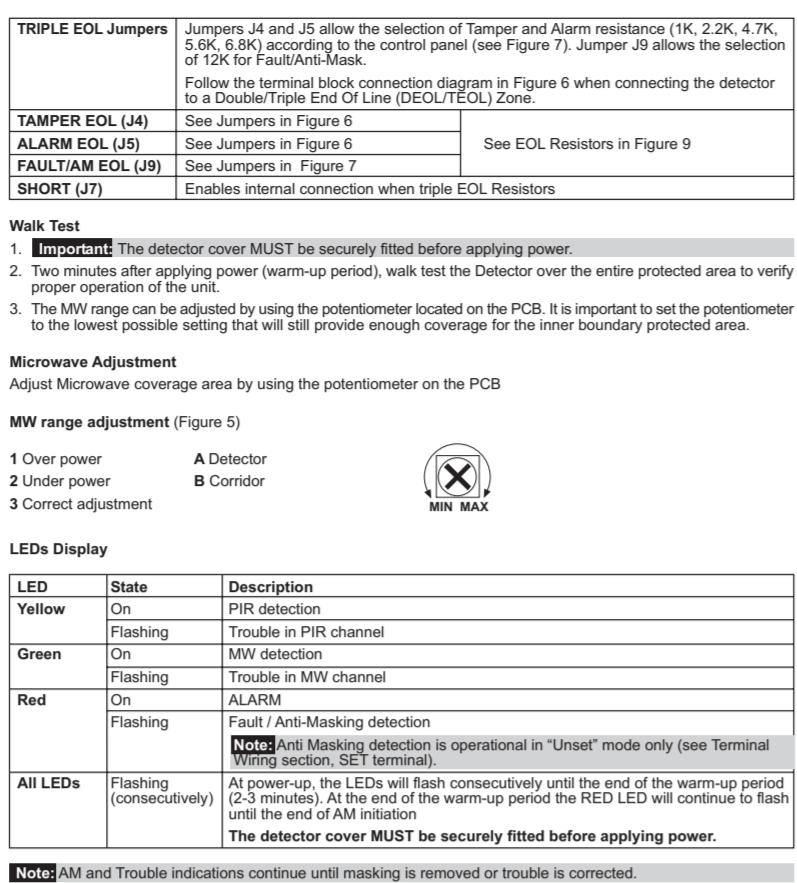 TRIPLE EOL Jumpers
Jumpers J4 and J5 allow the selection of Tamper and Alarm resistance (1K, 2.2K, 4.7K,
5.6K, 6.8K) according to the control panel (see Figure 7). Jumper J9 allows the selection
of 12K for Fault/Anti-Mask.
Follow the terminal block connection diagram in Figure 6 when connecting the detector
to a Double/Triple End Of Line (DEOL/TEOL) Zone.
TAMPER EOL (J4) See Jumpers in Figure 6
ALARM EOL (J5) See Jumpers in Figure 6 See EOL Resistors in Figure 9
FAULT/AM EOL (J9) See Jumpers in Figure 7
SHORT (J7) Enables internal connection when triple EOL Resistors
Walk Test
1. Important: The detector cover MUST be securely fitted before applying power.
2. Two minutes after applying power (warm-up period), walk test the Detector over the entire protected area to verify
proper operation of the unit.
3. The MW range can be adjusted by using the potentiometer located on the PCB. It is important to set the potentiometer
to the lowest possible setting that will still provide enough coverage for the inner boundary protected area.
Microwave Adjustment
Adjust Microwave coverage area by using the potentiometer on the PCB
MW range adjustment (Figure 5)
1 Over power A Detector
2 Under power B Corridor
3 Correct adjustment
MIN MAX
LEDs Display
LED State Description
Yellow On PIR detection
Flashing Trouble in PIR channel
Green On MW detection
Flashing Trouble in MW channel
Red On ALARM
Flashing Fault / Anti-Masking detection
Note: Anti Masking detection is operational in “Unset” mode only (see Terminal
Wiring section, SET terminal).
All LEDs Flashing At power-up, the LEDs will flash consecutively until the end of the warm-up period
(consecutively) (2-3 minutes). At the end of the warm-up period the RED LED will continue to flash
until the end of AM initiation
The detector cover MUST be securely fitted before applying power.
Note: AM and Trouble indications continue until masking is removed or trouble is corrected.